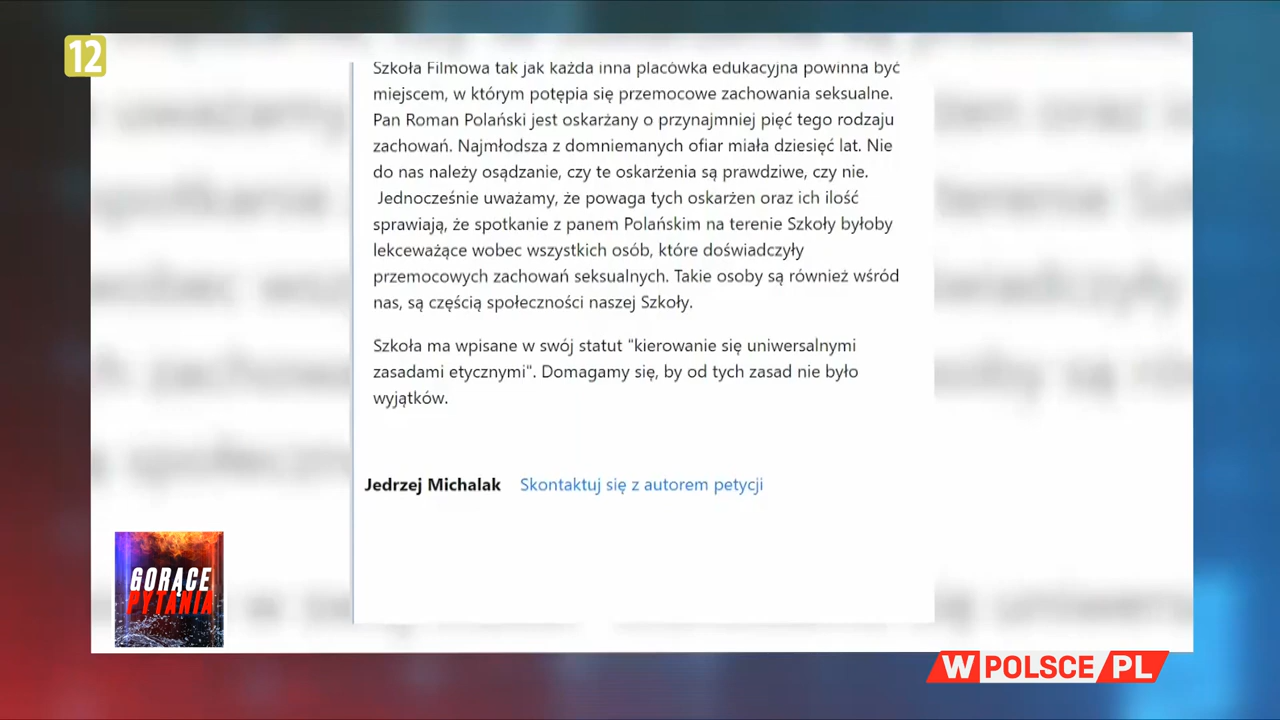 12
Szkoła Filmowa tak jak każda inna placówka edukacyjna powinna być
miejscem, w którym potępia się przemocowe zachowania seksualne.
Pan Roman Polański jest oskarżany o przynajmniej pięć tego rodzaju
zachowań. Najmłodsza z domniemanych ofiar miała dziesięć lat. Nie
do nas należy osądzanie, czy te oskarżenia są prawdziwe, czy nie.
Jednocześnie uważamy, że powaga tych oskarżen oraz ich ilość
sprawiają, że spotkanie z panem Polańskim na terenie Szkoły byłoby
lekceważące wobec wszystkich osób, które doświadczyły
przemocowych zachowań seksualnych. Takie osoby są również wśród
nas, są częścią społeczności naszej Szkoły.
Szkoła ma wpisane w swój statut "kierowanie się uniwersalnymi
zasadami etycznymi". Domagamy się, by od tych zasad nie było
wyjątków.
Jedrzej Michalak Skontaktuj się z autorem petycji
GORĄCE
PYTANIA
W POLSCE PL